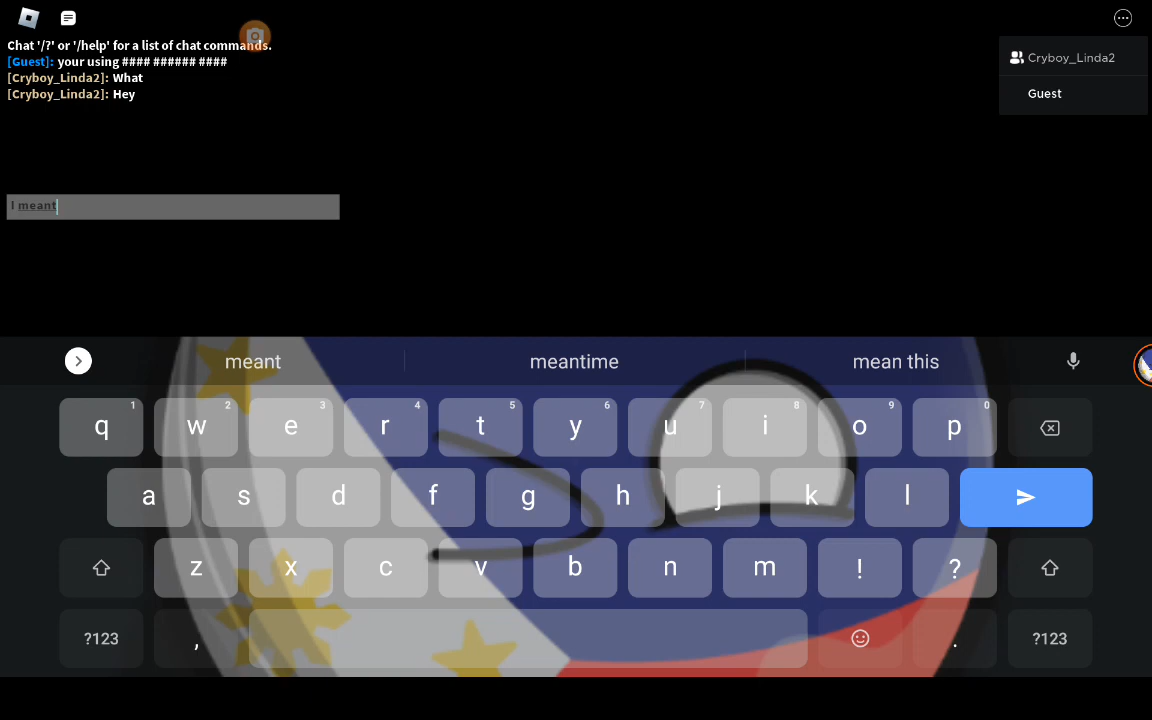 Chat '/?' or '/help' for a list of chat commands.
[Guest]: your using #### ###### ####
[Cryboy_Linda2]: What
[Cryboy_Linda2]: Hey
Cryboy_Linda2
Guest
I meant
meant meantime mean this
q 1 w 2 e 3 r 4 t 5 y 6 u 7 i 8 o 9 p 0
a s d f g h j k l
z x c v b n m ! ?
?123 , . ?123